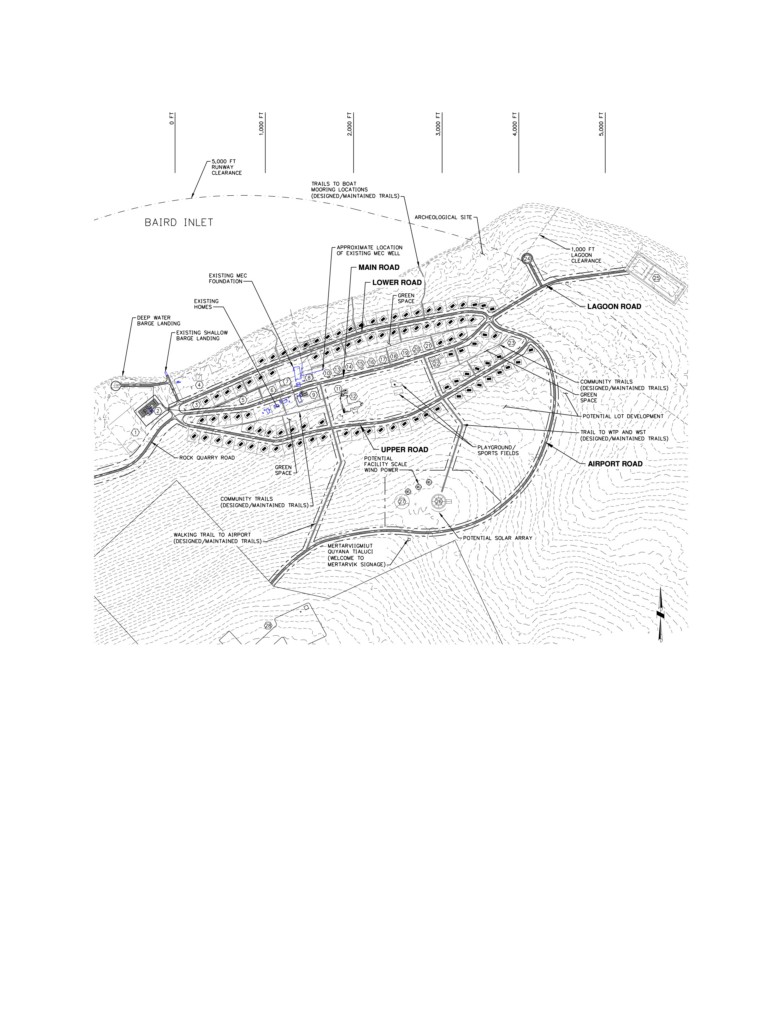 0 FT
1,000 FT
2,000 FT
3,000 FT
4,000 FT
5,000 FT
5,000 FT
RUNWAY
CLEARANCE
TRAILS TO BOAT
MOORING LOCATIONS
(DESIGNED/MAINTAINED TRAILS)
ARCHEOLOGICAL SITE
BAIRD INLET
APPROXIMATE LOCATION
OF EXISTING MEC WELL
1,000 FT
LAGOON
CLEARANCE
MAIN ROAD
EXISTING MEC
FOUNDATION
LOWER ROAD
GREEN
SPACE
EXISTING
HOMES
LAGOON ROAD
DEEP WATER
BARGE LANDING
EXISTING SHALLOW
BARGE LANDING
COMMUNITY TRAILS
(DESIGNED/MAINTAINED TRAILS)
GREEN
SPACE
POTENTIAL LOT DEVELOPMENT
TRAIL TO WTP AND WST
(DESIGNED/MAINTAINED TRAILS)
UPPER ROAD
PLAYGROUND/
SPORTS FIELDS
ROCK QUARRY ROAD
POTENTIAL
FACILITY SCALE
WIND POWER
AIRPORT ROAD
GREEN
SPACE
COMMUNITY TRAILS
(DESIGNED/MAINTAINED TRAILS)
WALKING TRAIL TO AIRPORT
(DESIGNED/MAINTAINED TRAILS)
POTENTIAL SOLAR ARRAY
MERTARVIIGMIUT
QUYANA TIALUCI
(WELCOME TO
MERTARVIK SIGNAGE)